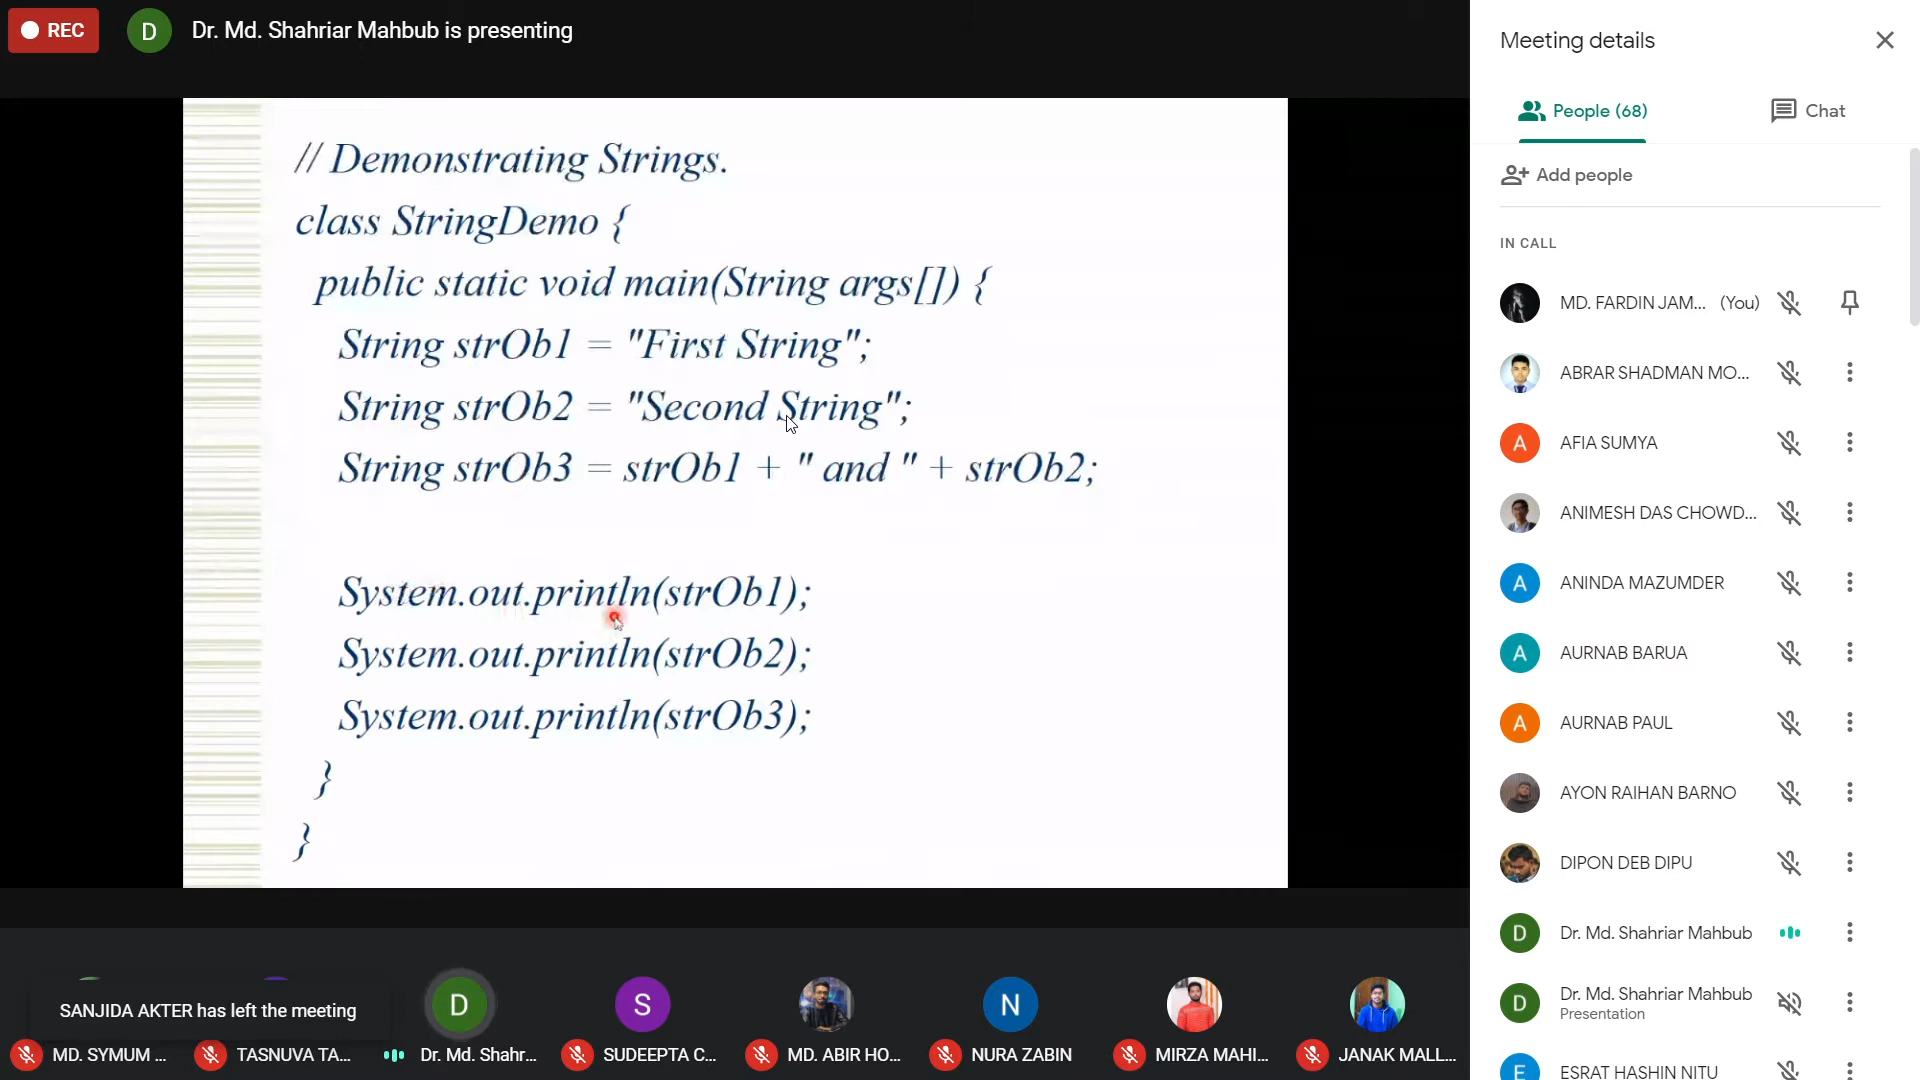 REC
D
Dr. Md. Shahriar Mahbub is presenting
// Demonstrating Strings.
class StringDemo {
public static void main(String args[]) {
String strOb1 = "First String";
String strOb2 = "Second String";
String strOb3 = strOb1 + " and " + strOb2;
System.out.println(strOb1);
System.out.println(strOb2);
System.out.println(strOb3);
}
}
SANJIDA AKTER has left the meeting
D
S
N
MD. SYMUM ...
TASNUVA TA...
Dr. Md. Shahr...
SUDEEPTA C...
MD. ABIR HO...
NURA ZABIN
MIRZA MAHI...
JANAK MALL...
Meeting details
People (68)
Chat
Add people
IN CALL
MD. FARDIN JAM... (You)
ABRAR SHADMAN MO...
A AFIA SUMYA
ANIMESH DAS CHOWD...
A ANINDA MAZUMDER
A AURNAB BARUA
A AURNAB PAUL
AYON RAIHAN BARNO
DIPON DEB DIPU
D Dr. Md. Shahriar Mahbub
D Dr. Md. Shahriar Mahbub
Presentation
E ESRAT HASHIN NITU